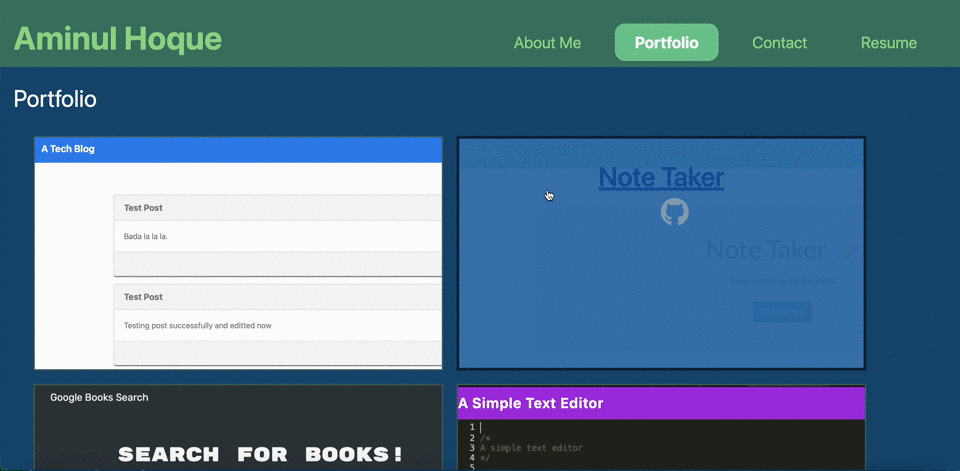 Aminul Hoque
About Me
Portfolio
Contact
Resume
Portfolio
A Tech Blog
Test Post
Bada la la la.
Test Post
Testing post successfully and editted now
Note Taker
Note Taker
Take notes with Express
Get Started
Google Books Search
SEARCH FOR BOOKS!
A Simple Text Editor
1
2 /*
3 A simple text editor
4 */
5